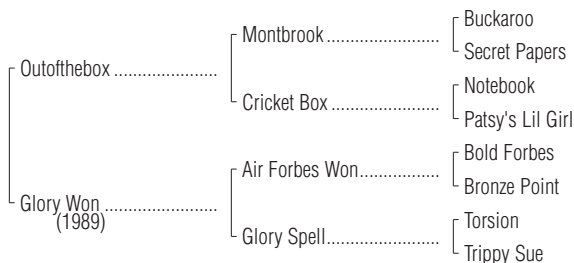 Buckaroo
Montbrook ........................
Secret Papers
Outofthebox ......................
Notebook
Cricket Box ........................
Patsy's Lil Girl
Bold Forbes
Air Forbes Won.................
Bronze Point
Glory Won ........................
(1989)
Torsion
Glory Spell........................
Trippy Sue